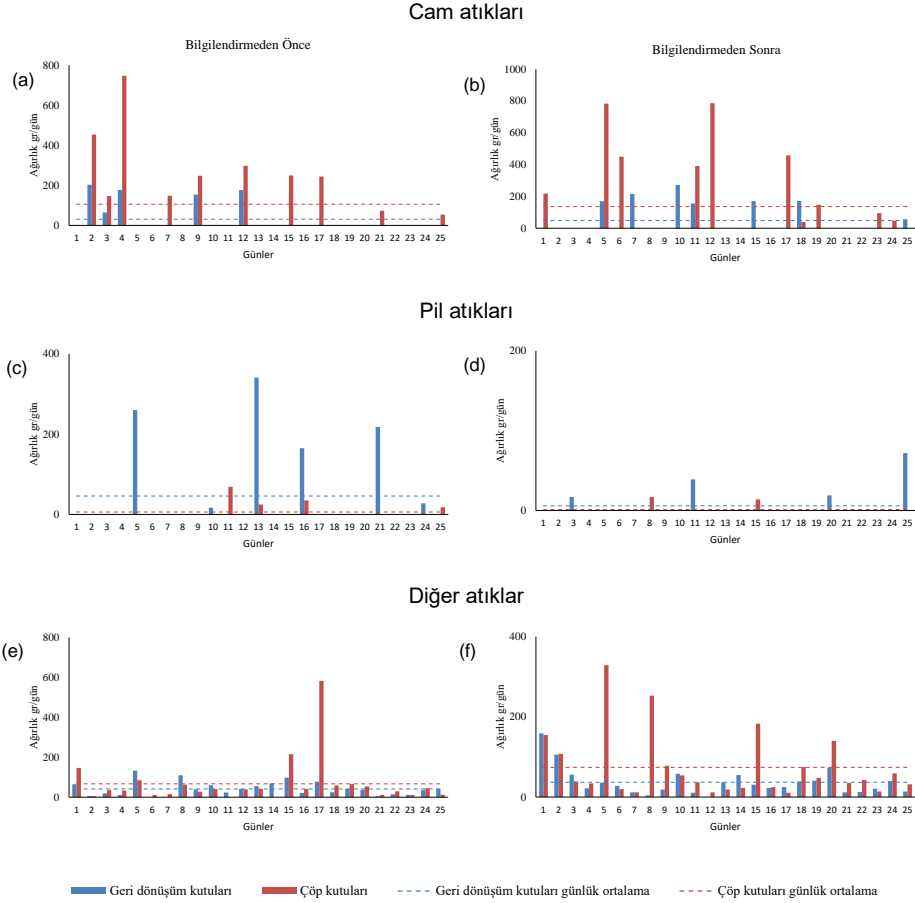 Cam atıkları
Bilgilendirmeden Önce
Bilgilendirmeden Sonra
(a)
Ağırlık gr/gün
800
600
400
200
0
1 2 3 4 5 6 7 8 9 10 11 12 13 14 15 16 17 18 19 20 21 22 23 24 25
Günler
(b)
Ağırlık gr/gün
1000
800
600
400
200
0
1 2 3 4 5 6 7 8 9 10 11 12 13 14 15 16 17 18 19 20 21 22 23 24 25
Günler
Pil atıkları
(c)
Ağırlık gr/gün
400
200
0
1 2 3 4 5 6 7 8 9 10 11 12 13 14 15 16 17 18 19 20 21 22 23 24 25
Günler
(d)
Ağırlık gr/gün
200
0
1 2 3 4 5 6 7 8 9 10 11 12 13 14 15 16 17 18 19 20 21 22 23 24 25
Günler
Diğer atıklar
(e)
Ağırlık gr/gün
800
600
400
200
0
1 2 3 4 5 6 7 8 9 10 11 12 13 14 15 16 17 18 19 20 21 22 23 24 25
Günler
(f)
Ağırlık gr/gün
400
200
0
1 2 3 4 5 6 7 8 9 10 11 12 13 14 15 16 17 18 19 20 21 22 23 24 25
Günler
Geri dönüşüm kutuları Çöp kutuları Geri dönüşüm kutuları günlük ortalama Çöp kutuları günlük ortalama